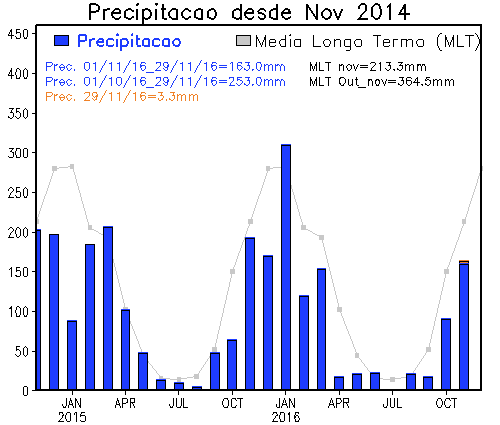 Precipitacao desde Nov 2014
Precipitacao
Media Longo Termo (MLT)
Prec. 01/11/16_29/11/16=163.0mm
MLT nov=213.3mm
Prec. 01/10/16_29/11/16=253.0mm
MLT Out_nov=364.5mm
Prec. 29/11/16=3.3mm
450
400
350
300
250
200
150
100
50
0
JAN APR JUL OCT JAN APR JUL OCT
2015 2016